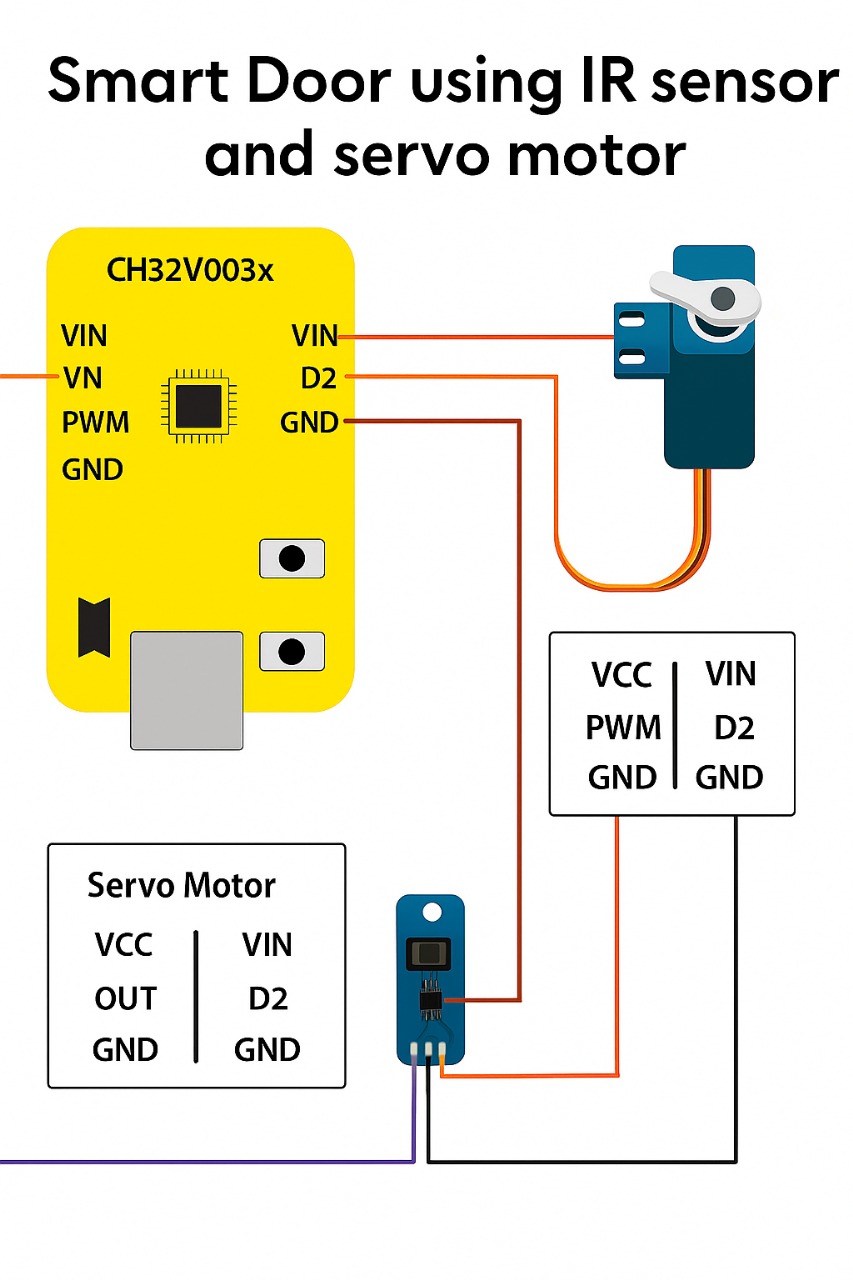 Smart Door using IR sensor
and servo motor
CH32V003x
VIN VIN
VN D2
PWM GND
GND
VCC VIN
PWM D2
GND GND
Servo Motor
VCC VIN
OUT D2
GND GND